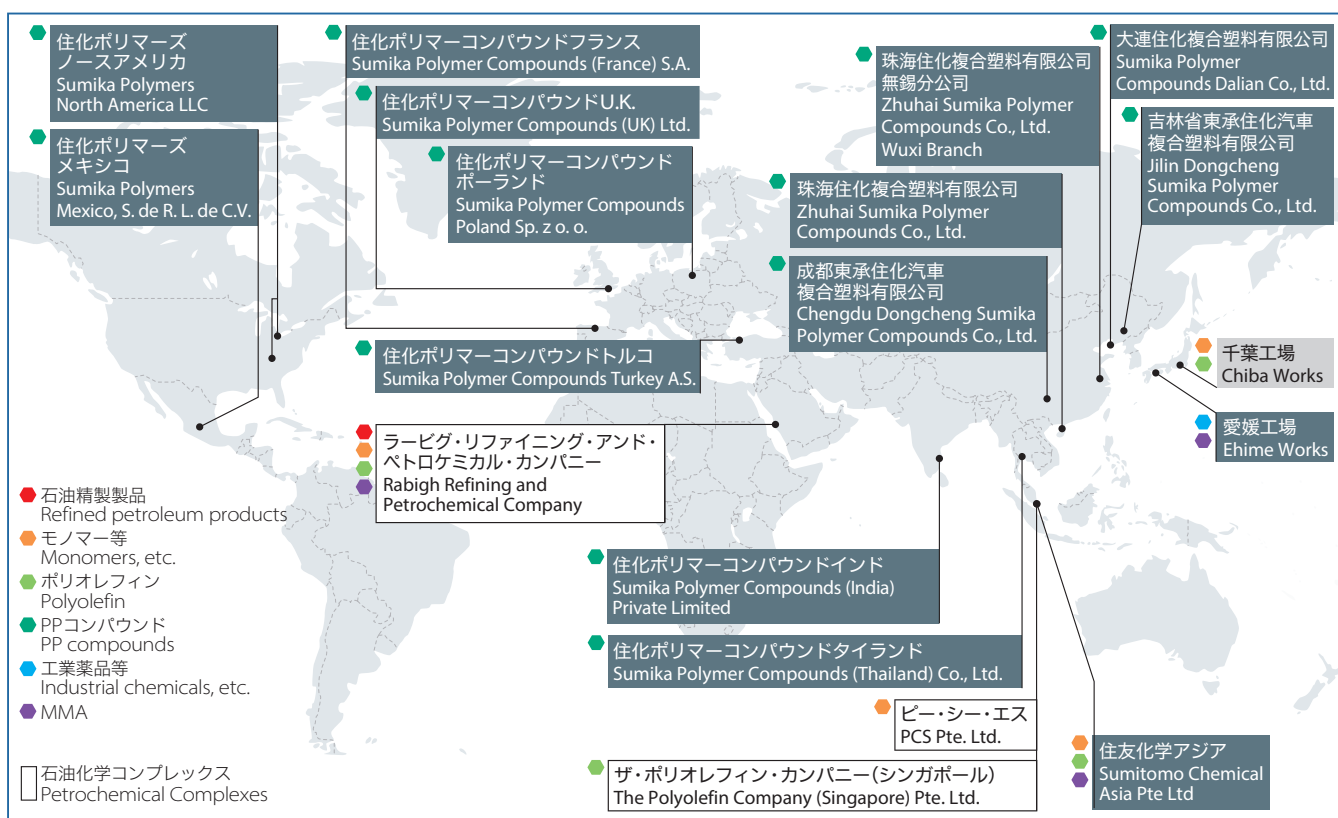 住化ポリマーズ
ノースアメリカ
Sumika Polymers
North America LLC
住化ポリマーズ
メキシコ
Sumika Polymers
Mexico, S. de R. L. de C.V.
住化ポリマーコンパウンドフランス
Sumika Polymer Compounds (France) S.A.
住化ポリマーコンパウンドU.K.
Sumika Polymer Compounds (UK) Ltd.
住化ポリマーコンパウンド
ポーランド
Sumika Polymer Compounds
Poland Sp. z o. o.
住化ポリマーコンパウンドトルコ
Sumika Polymer Compounds Turkey A.S.
珠海住化複合塑料有限公司
無錫分公司
Zhuhai Sumika Polymer
Compounds Co., Ltd.
Wuxi Branch
珠海住化複合塑料有限公司
Zhuhai Sumika Polymer
Compounds Co., Ltd.
成都東承住化汽車
複合塑料有限公司
Chengdu Dongcheng Sumika
Polymer Compounds Co., Ltd.
大連住化複合塑料有限公司
Sumika Polymer
Compounds Dalian Co., Ltd.
吉林省東承住化汽車
複合塑料有限公司
Jilin Dongcheng
Sumika Polymer
Compounds Co., Ltd.
千葉工場
Chiba Works
愛媛工場
Ehime Works
ラービグ・リファイニング・アンド・
ペトロケミカル・カンパニー
Rabigh Refining and
Petrochemical Company
住化ポリマーコンパウンドインド
Sumika Polymer Compounds (India)
Private Limited
住化ポリマーコンパウンドタイランド
Sumika Polymer Compounds (Thailand) Co., Ltd.
ピー・シー・エス
PCS Pte. Ltd.
ザ・ポリオレフィン・カンパニー(シンガポール)
The Polyolefin Company (Singapore) Pte. Ltd.
住友化学アジア
Sumitomo Chemical
Asia Pte Ltd
石油精製製品
Refined petroleum products
モノマー等
Monomers, etc.
ポリオレフィン
Polyolefin
PPコンパウンド
PP compounds
工業薬品等
Industrial chemicals, etc.
MMA
石油化学コンプレックス
Petrochemical Complexes